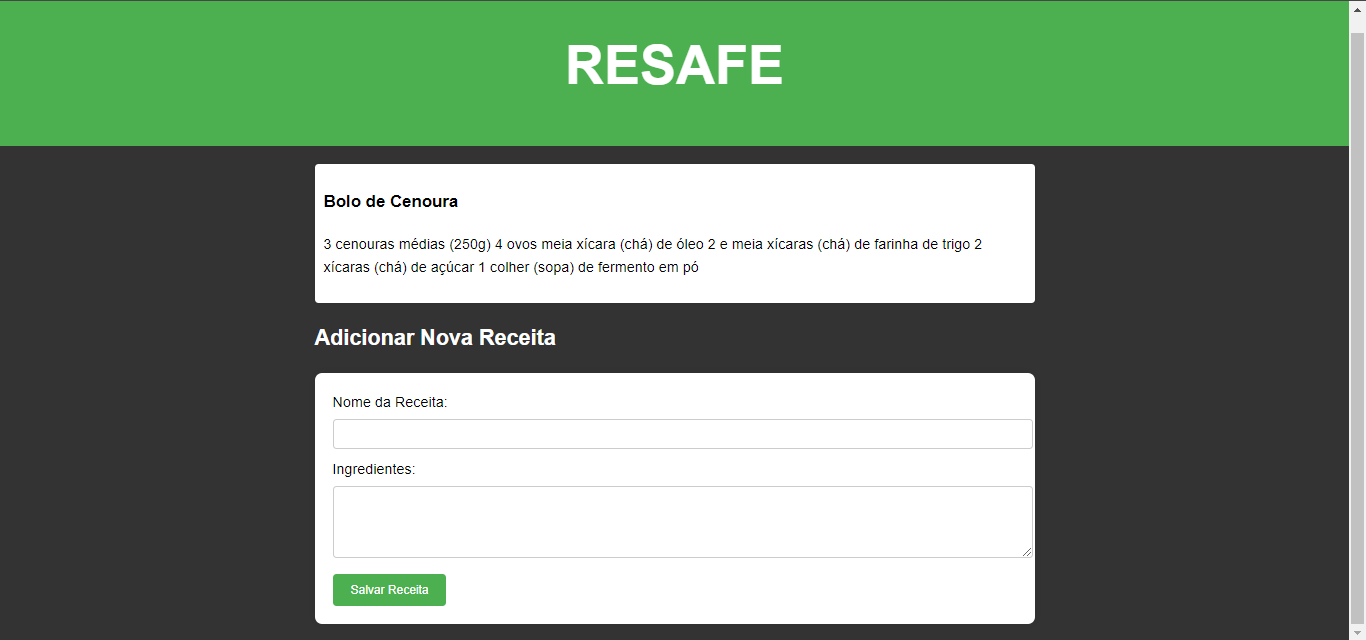 RESAFE
Bolo de Cenoura
3 cenouras médias (250g) 4 ovos meia xícara (chá) de óleo 2 e meia xícaras (chá) de farinha de trigo 2
xícaras (chá) de açúcar 1 colher (sopa) de fermento em pó
Adicionar Nova Receita
Nome da Receita:
Ingredientes:
Salvar Receita